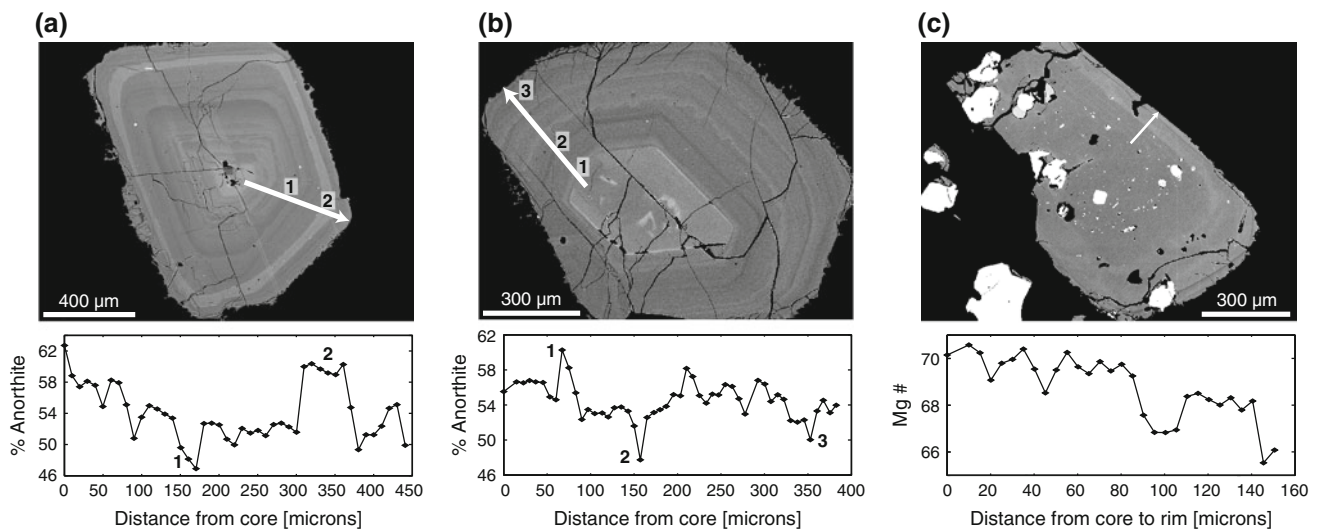 (a)
1
2
400 µm
% Anorthite
62
58
54
50
46
1
2
0 50 100 150 200 250 300 350 400 450
Distance from core [microns]
(b)
3
2
1
300 µm
% Anorthite
62
58
54
50
46
1
2
3
0 50 100 150 200 250 300 350 400
Distance from core [microns]
(c)
300 µm
Mg #
70
68
66
0 20 40 60 80 100 120 140 160
Distance from core to rim [microns]